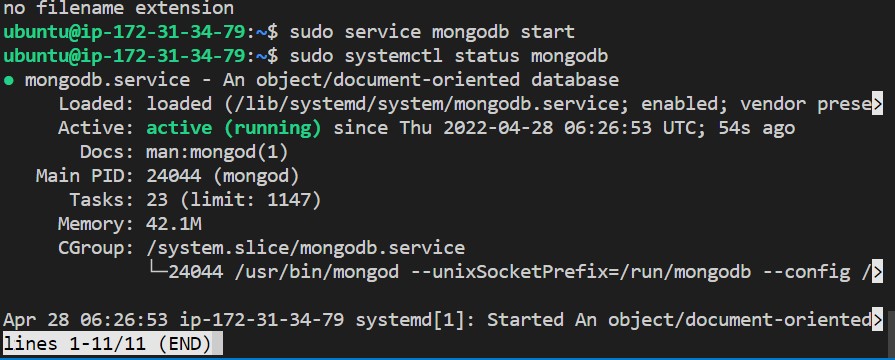 no filename extension
ubuntu@ip-172-31-34-79:~$ sudo service mongodb start
ubuntu@ip-172-31-34-79:~$ sudo systemctl status mongodb
● mongodb.service - An object/document-oriented database
     Loaded: loaded (/lib/systemd/system/mongodb.service; enabled; vendor prese>
     Active: active (running) since Thu 2022-04-28 06:26:53 UTC; 54s ago
       Docs: man:mongod(1)
   Main PID: 24044 (mongod)
      Tasks: 23 (limit: 1147)
     Memory: 42.1M
     CGroup: /system.slice/mongodb.service
             └─24044 /usr/bin/mongod --unixSocketPrefix=/run/mongodb --config />
Apr 28 06:26:53 ip-172-31-34-79 systemd[1]: Started An object/document-oriented>
lines 1-11/11 (END)